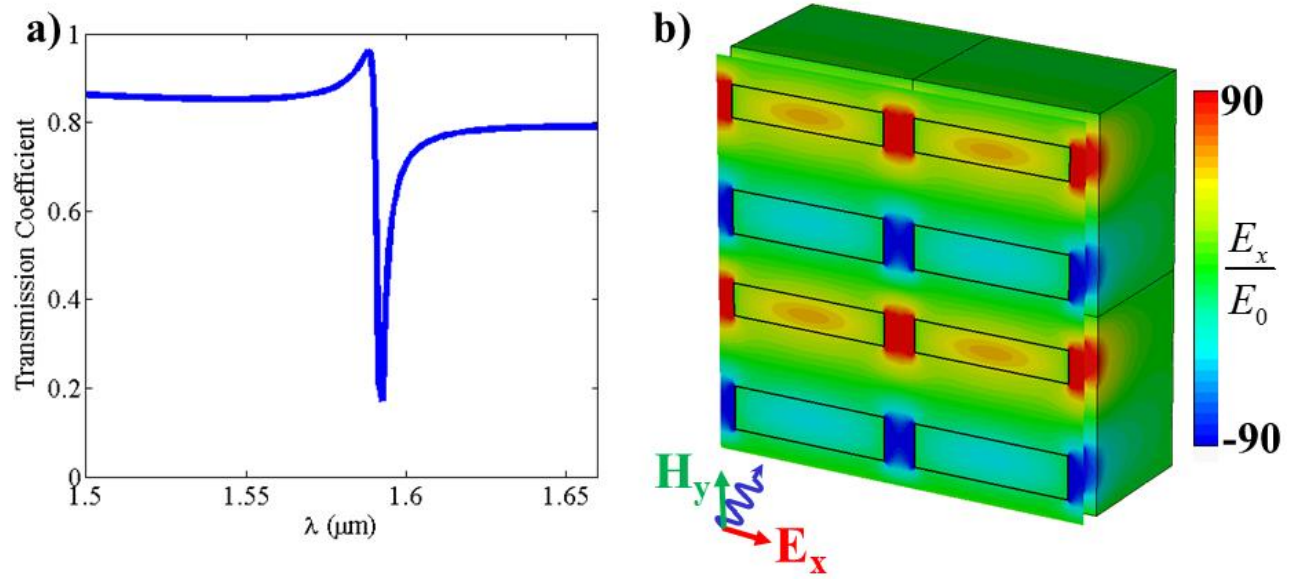 a)
1
0.8
0.6
0.4
0.2
0
Transmission Coefficient
1.5
1.55
1.6
1.65
λ (μm)
b)
90
E_x
E_0
-90
H_y
E_x